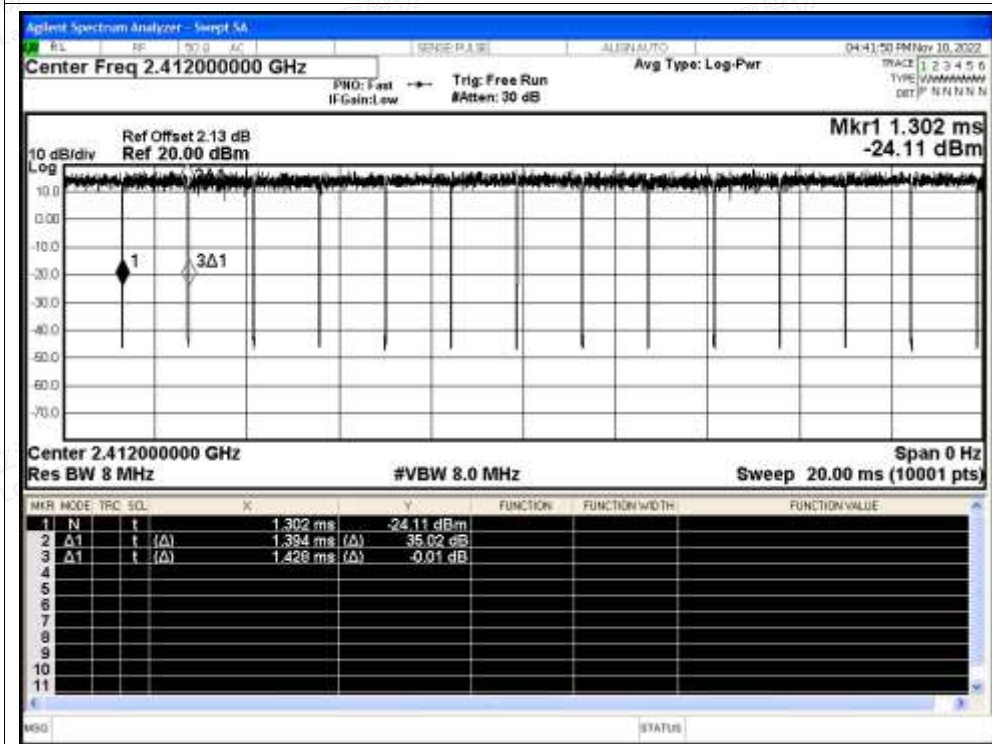 Agilent Spectrum Analyzer - Swept SA
RL RF 50 Ω AC SENSE:PULSE ALIGN AUTO 04:41:50 PM Nov 10, 2022
Center Freq 2.412000000 GHz
PNO: Fast
IFGain:Low
Trig: Free Run
#Atten: 30 dB
Avg Type: Log-Pwr
TRACE 1 2 3 4 5 6
TYPE
DET P N N N N N
Mkr1 1.302 ms
-24.11 dBm
Ref Offset 2.13 dB
10 dB/div Ref 20.00 dBm
Log
10.0
0.00
-10.0
1 3Δ1
-20.0
-30.0
-40.0
-50.0
-60.0
-70.0
Center 2.412000000 GHz Span 0 Hz
Res BW 8 MHz #VBW 8.0 MHz Sweep 20.00 ms (10001 pts)
MKR MODE TRC SCL X Y FUNCTION FUNCTION WIDTH FUNCTION VALUE
1 N t 1.302 ms -24.11 dBm
2 Δ1 t (Δ) 1.394 ms (Δ) 35.02 dB
3 Δ1 t (Δ) 1.428 ms (Δ) -0.01 dB
4
5
6
7
8
9
10
11
MSG STATUS